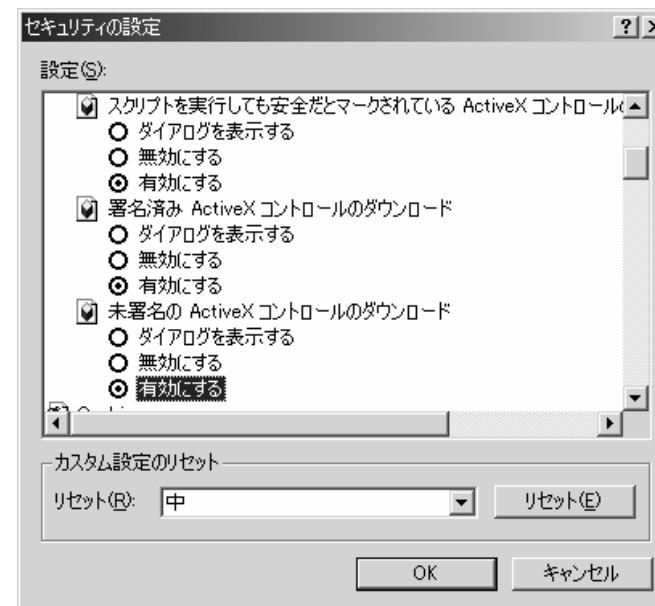 セキュリティの設定
設定(S):
スクリプトを実行しても安全だとマークされている ActiveX コントロール
ダイアログを表示する
無効にする
有効にする
署名済み ActiveX コントロールのダウンロード
ダイアログを表示する
無効にする
有効にする
未署名の ActiveX コントロールのダウンロード
ダイアログを表示する
無効にする
有効にする
カスタム設定のリセット
リセット(R): 中 リセット(E)
OK キャンセル